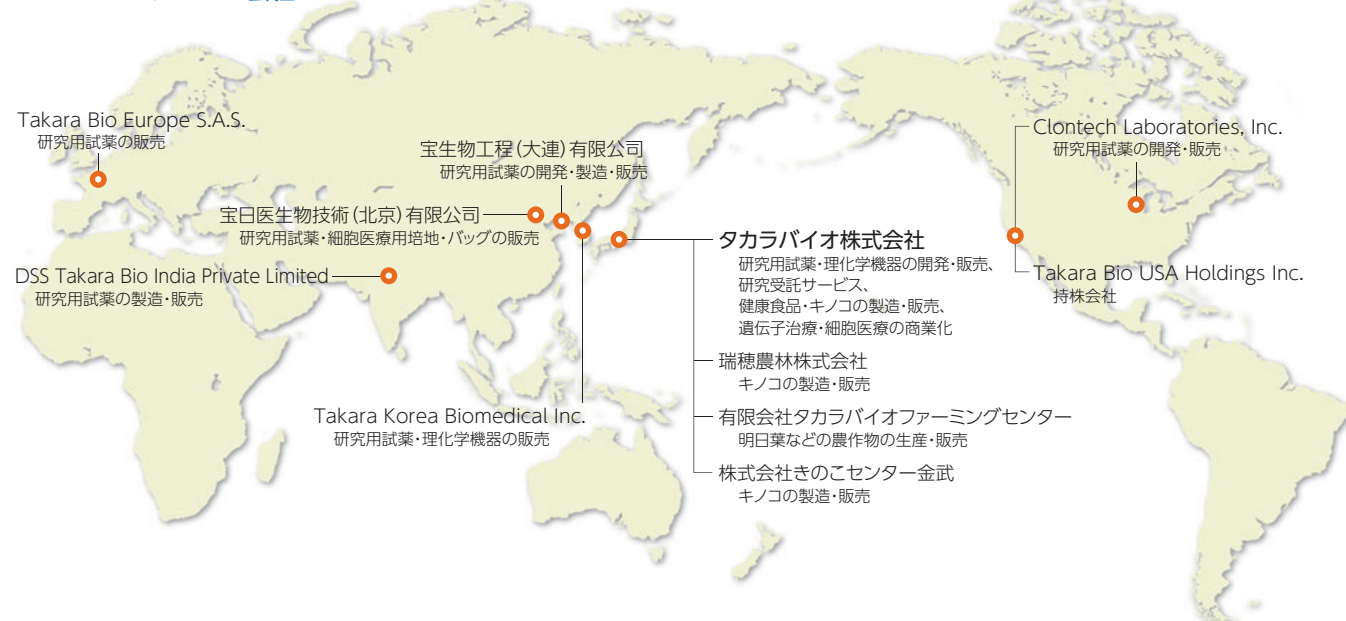 Takara Bio Europe S.A.S.
研究用試薬の販売
宝生物工程(大連)有限公司
研究用試薬の開発・製造・販売
宝日医生物技術(北京)有限公司
研究用試薬・細胞医療用培地・バッグの販売
DSS Takara Bio India Private Limited
研究用試薬の製造・販売
Takara Korea Biomedical Inc.
研究用試薬・理化学機器の販売
タカラバイオ株式会社
研究用試薬・理化学機器の開発・販売、
研究受託サービス、
健康食品・キノコの製造・販売、
遺伝子治療・細胞医療の商業化
瑞穂農林株式会社
キノコの製造・販売
有限会社タカラバイオファーミングセンター
明日葉などの農作物の生産・販売
株式会社きのこセンター金武
キノコの製造・販売
Clontech Laboratories, Inc.
研究用試薬の開発・販売
Takara Bio USA Holdings Inc.
持株会社